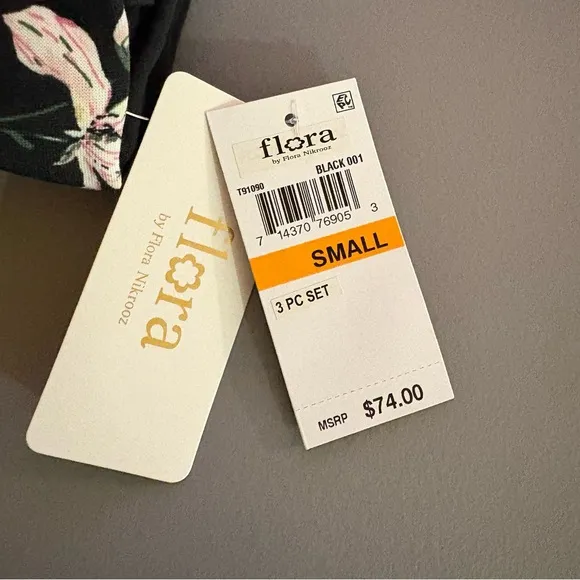 flora
by Flora Nikrooz
flora
by Flora Nikrooz
T91090
BLACK 001
7 14370 76905 3
SMALL
3 PC SET
MSRP $74.00